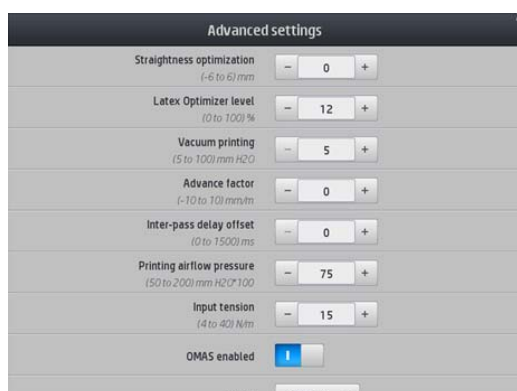 Advanced settings
Straightness optimization
(-6 to 6) mm
- 0 +
Latex Optimizer level
(0 to 100) %
- 12 +
Vacuum printing
(5 to 100) mm H2O
- 5 +
Advance factor
(-10 to 10) mm/m
- 0 +
Inter-pass delay offset
(0 to 1500) ms
- 0 +
Printing airflow pressure
(50 to 200) mm H2O*100
- 75 +
Input tension
(4 to 40) N/m
- 15 +
OMAS enabled
I